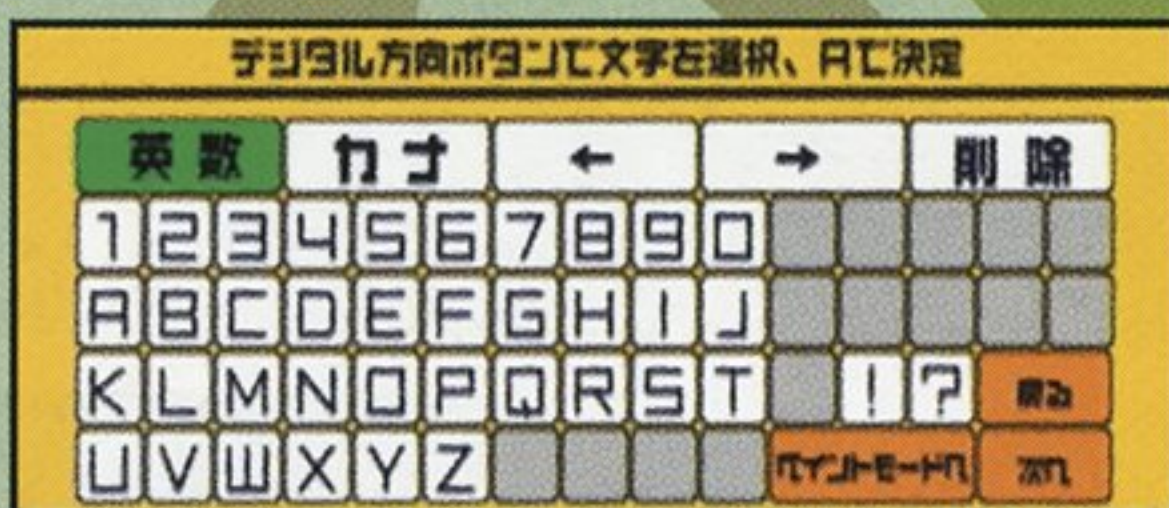 デジタル方向ボタンで文字を選択、Aで決定
英数 カナ ← → 削除
1 2 3 4 5 6 7 8 9 0
A B C D E F G H I J
K L M N O P Q R S T ! ? 戻る
U V W X Y Z ペイントモードへ 次へ